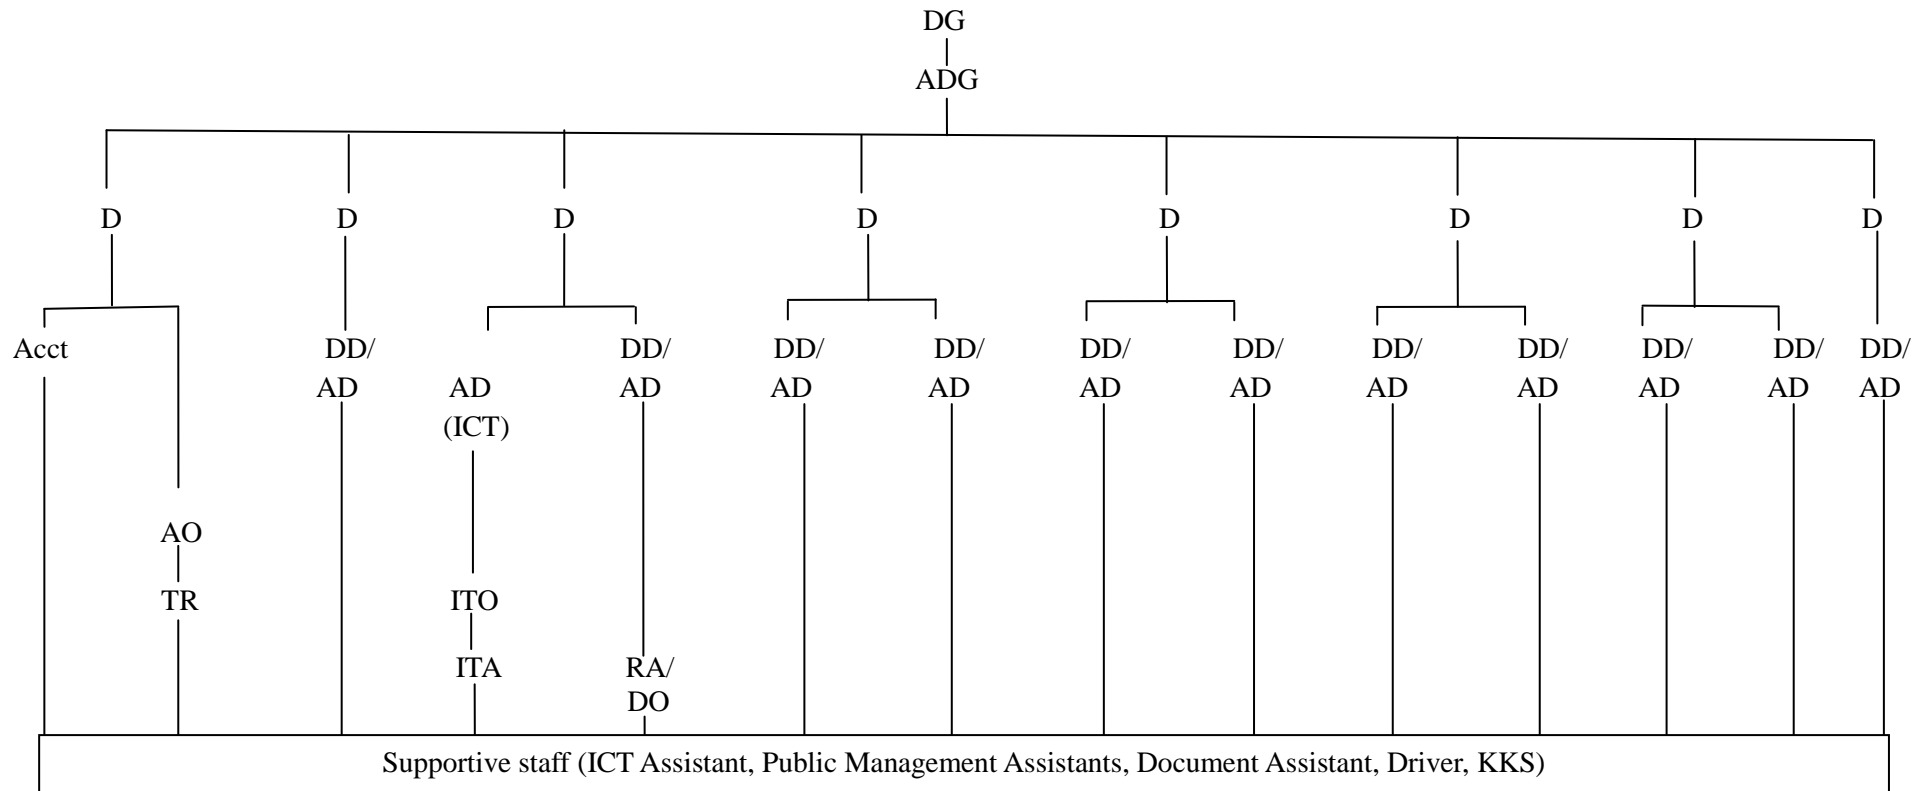 DG
ADG
D D D D D D D D
Acct DD/ DD/ DD/ DD/ DD/ DD/ DD/ DD/ DD/ DD/ DD/
AD AD AD AD AD AD AD AD AD AD AD AD
(ICT)
AO
TR ITO
ITA RA/
DO
Supportive staff (ICT Assistant, Public Management Assistants, Document Assistant, Driver, KKS)